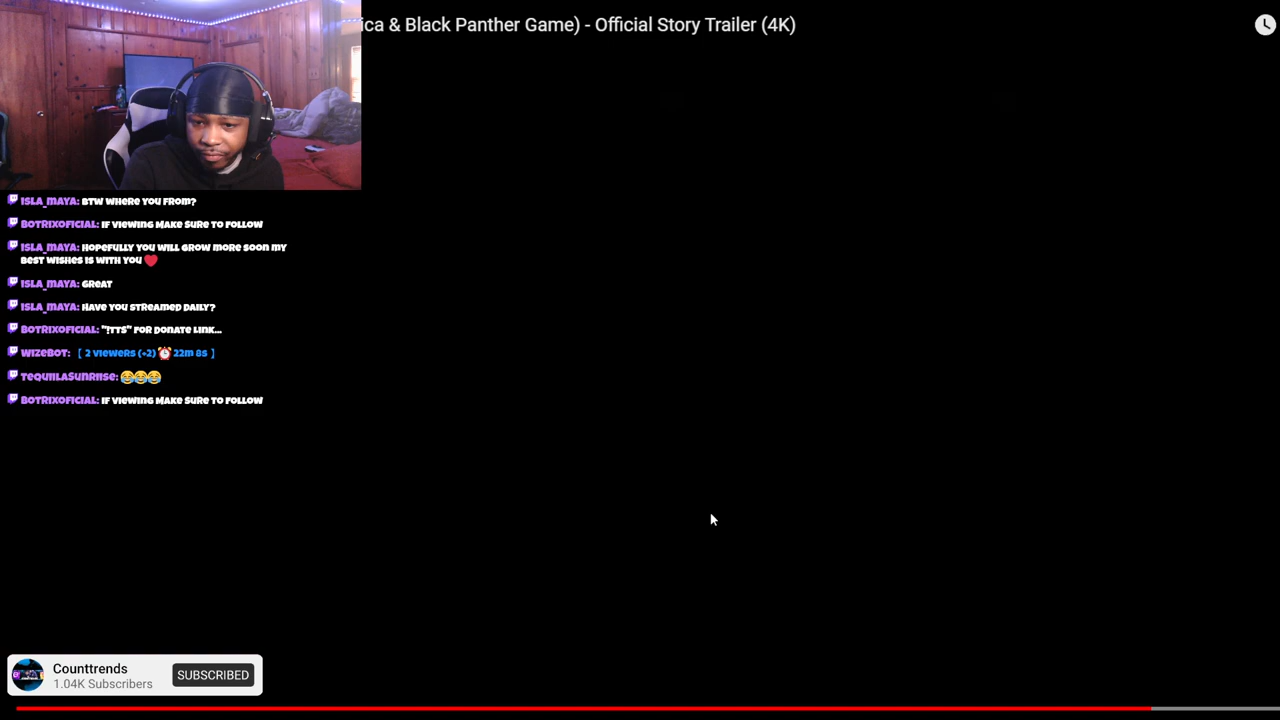 ica & Black Panther Game) - Official Story Trailer (4K)
ISLA_MAYA: BTW WHERE YOU FROM?
BOTRIXOFICIAL: IF VIEWING MAKE SURE TO FOLLOW
ISLA_MAYA: HOPEFULLY YOU WILL GROW MORE SOON MY
BEST WISHES IS WITH YOU ❤️
ISLA_MAYA: GREAT
ISLA_MAYA: HAVE YOU STREAMED DAILY?
BOTRIXOFICIAL: "!TTS" FOR DONATE LINK...
WIZEBOT: [ 2 VIEWERS (+2) ⏰ 22M 8S ]
TEQUIILASUNRIISE: 😂😂😂
BOTRIXOFICIAL: IF VIEWING MAKE SURE TO FOLLOW
Counttrends
1.04K Subscribers
SUBSCRIBED